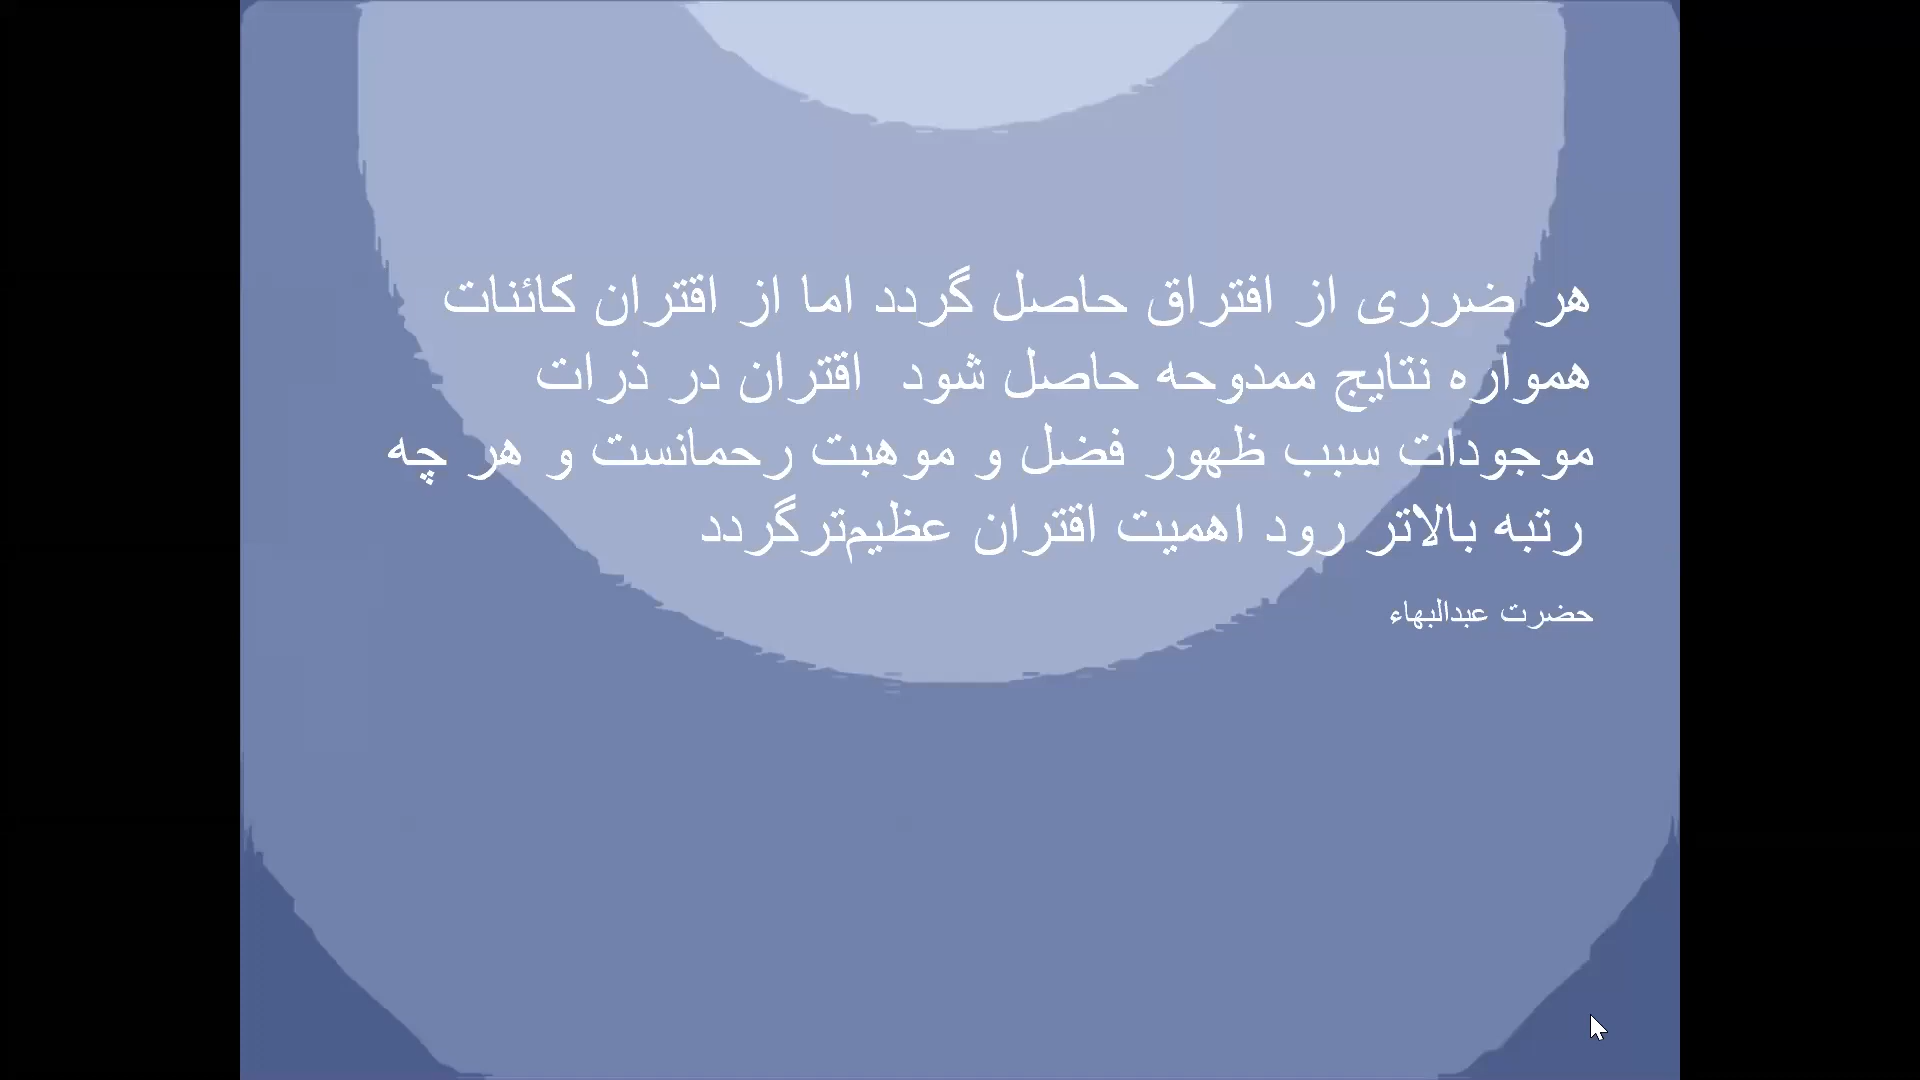 هر ضرری از افتراق حاصل گردد اما از اقتران کائنات
همواره نتایج ممدوحه حاصل شود اقتران در ذرات
موجودات سبب ظهور فضل و موهبت رحمانست و هر چه
رتبه بالاتر رود اهمیت اقتران عظیم‌ترگردد
حضرت عبدالبهاء